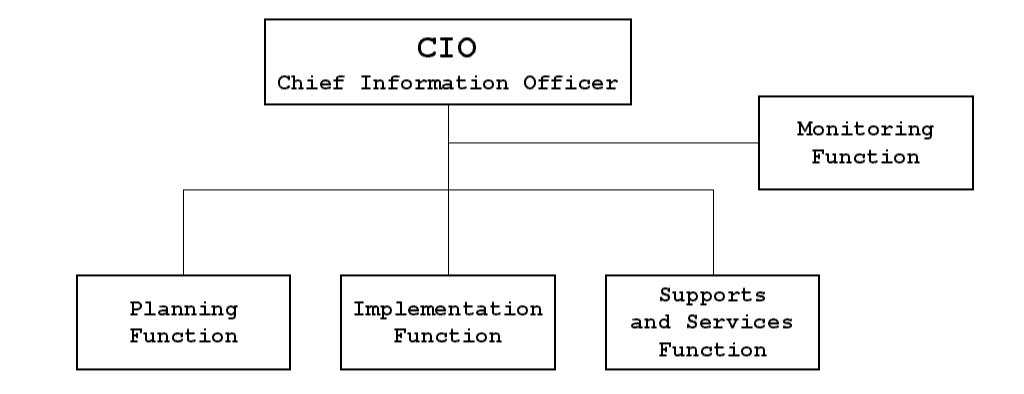 CIO
Chief Information Officer
Monitoring
Function
Planning
Function
Implementation
Function
Supports
and Services
Function